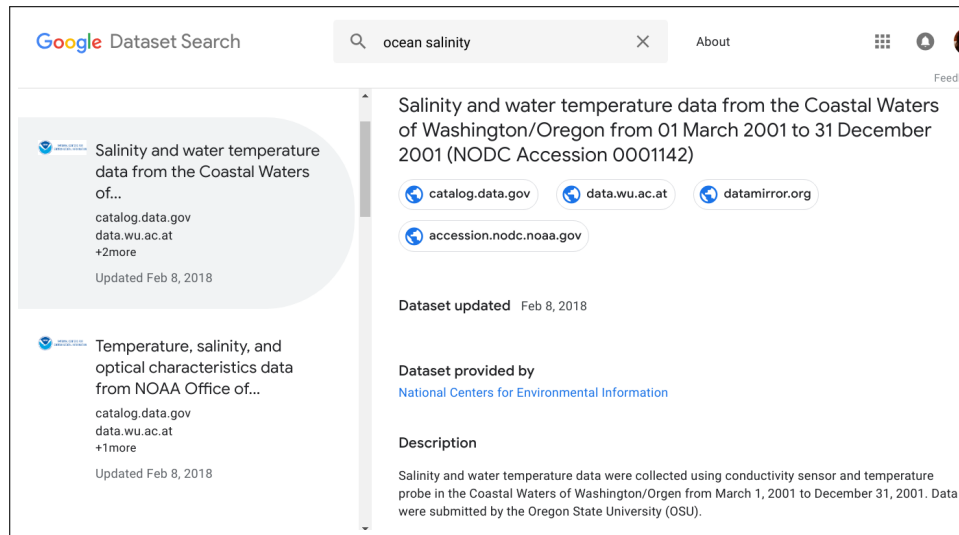 Google Dataset Search
ocean salinity
About
Feed
Salinity and water temperature
data from the Coastal Waters
of...
catalog.data.gov
data.wu.ac.at
+2more
Updated Feb 8, 2018
Temperature, salinity, and
optical characteristics data
from NOAA Office of...
catalog.data.gov
data.wu.ac.at
+1more
Updated Feb 8, 2018
Salinity and water temperature data from the Coastal Waters
of Washington/Oregon from 01 March 2001 to 31 December
2001 (NODC Accession 0001142)
catalog.data.gov
data.wu.ac.at
datamirror.org
accession.nodc.noaa.gov
Dataset updated Feb 8, 2018
Dataset provided by
National Centers for Environmental Information
Description
Salinity and water temperature data were collected using conductivity sensor and temperature
probe in the Coastal Waters of Washington/Orgen from March 1, 2001 to December 31, 2001. Data
were submitted by the Oregon State University (OSU).